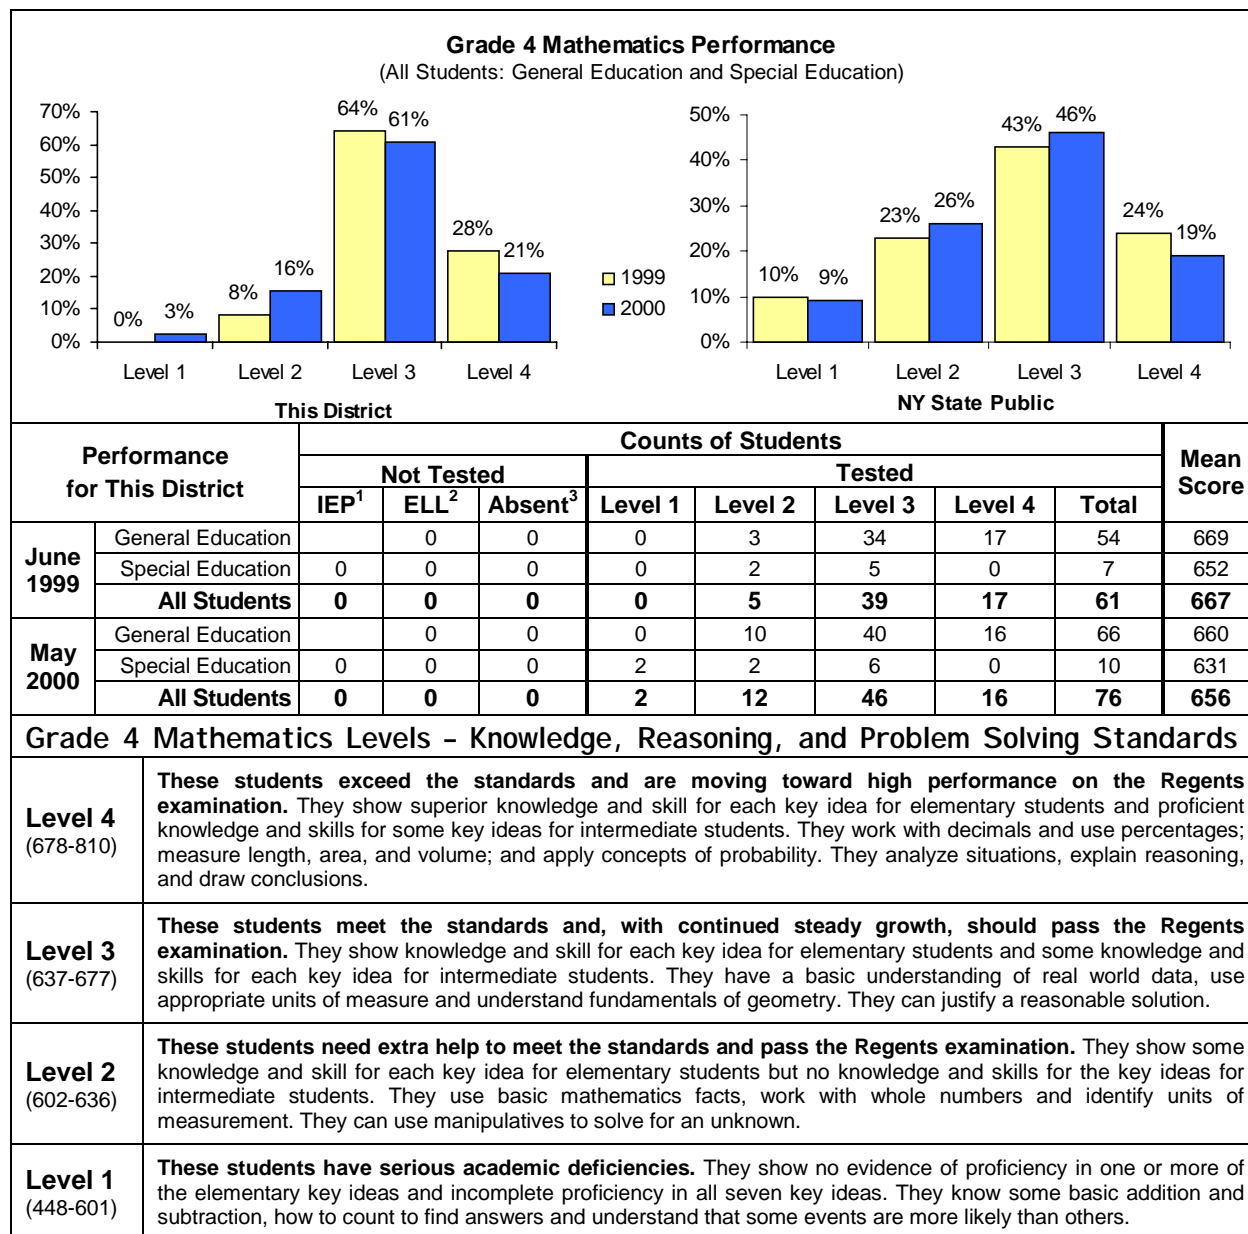 Grade 4 Mathematics Performance
(All Students: General Education and Special Education)
70%
60%
50%
40%
30%
20%
10%
0%
0%
3%
8%
16%
64%
61%
28%
21%
Level 1
Level 2
Level 3
Level 4
This District
1999
2000
50%
40%
30%
20%
10%
0%
10%
9%
23%
26%
43%
46%
24%
19%
Level 1
Level 2
Level 3
Level 4
NY State Public
Performance for This District
Counts of Students
Mean Score
Not Tested
Tested
IEP1 ELL2 Absent3 Level 1 Level 2 Level 3 Level 4 Total
June 1999
General Education 0 0 0 3 34 17 54 669
Special Education 0 0 0 0 2 5 0 7 652
All Students 0 0 0 0 5 39 17 61 667
May 2000
General Education 0 0 0 10 40 16 66 660
Special Education 0 0 0 2 2 6 0 10 631
All Students 0 0 0 2 12 46 16 76 656
Grade 4 Mathematics Levels – Knowledge, Reasoning, and Problem Solving Standards
Level 4
(678-810)
These students exceed the standards and are moving toward high performance on the Regents
examination. They show superior knowledge and skill for each key idea for elementary students and proficient
knowledge and skills for some key ideas for intermediate students. They work with decimals and use percentages;
measure length, area, and volume; and apply concepts of probability. They analyze situations, explain reasoning,
and draw conclusions.
Level 3
(637-677)
These students meet the standards and, with continued steady growth, should pass the Regents
examination. They show knowledge and skill for each key idea for elementary students and some knowledge and
skills for each key idea for intermediate students. They have a basic understanding of real world data, use
appropriate units of measure and understand fundamentals of geometry. They can justify a reasonable solution.
Level 2
(602-636)
These students need extra help to meet the standards and pass the Regents examination. They show some
knowledge and skill for each key idea for elementary students but no knowledge and skills for the key ideas for
intermediate students. They use basic mathematics facts, work with whole numbers and identify units of
measurement. They can use manipulatives to solve for an unknown.
Level 1
(448-601)
These students have serious academic deficiencies. They show no evidence of proficiency in one or more of
the elementary key ideas and incomplete proficiency in all seven key ideas. They know some basic addition and
subtraction, how to count to find answers and understand that some events are more likely than others.